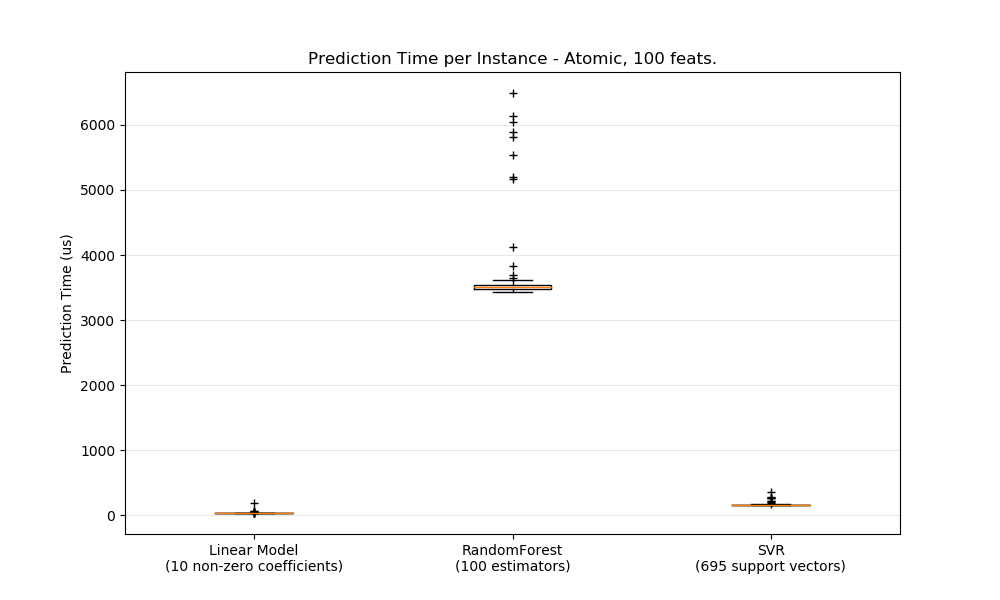 Prediction Time per Instance - Atomic, 100 feats.
Prediction Time (us)
6000
5000
4000
3000
2000
1000
0
Linear Model
(10 non-zero coefficients)
RandomForest
(100 estimators)
SVR
(695 support vectors)